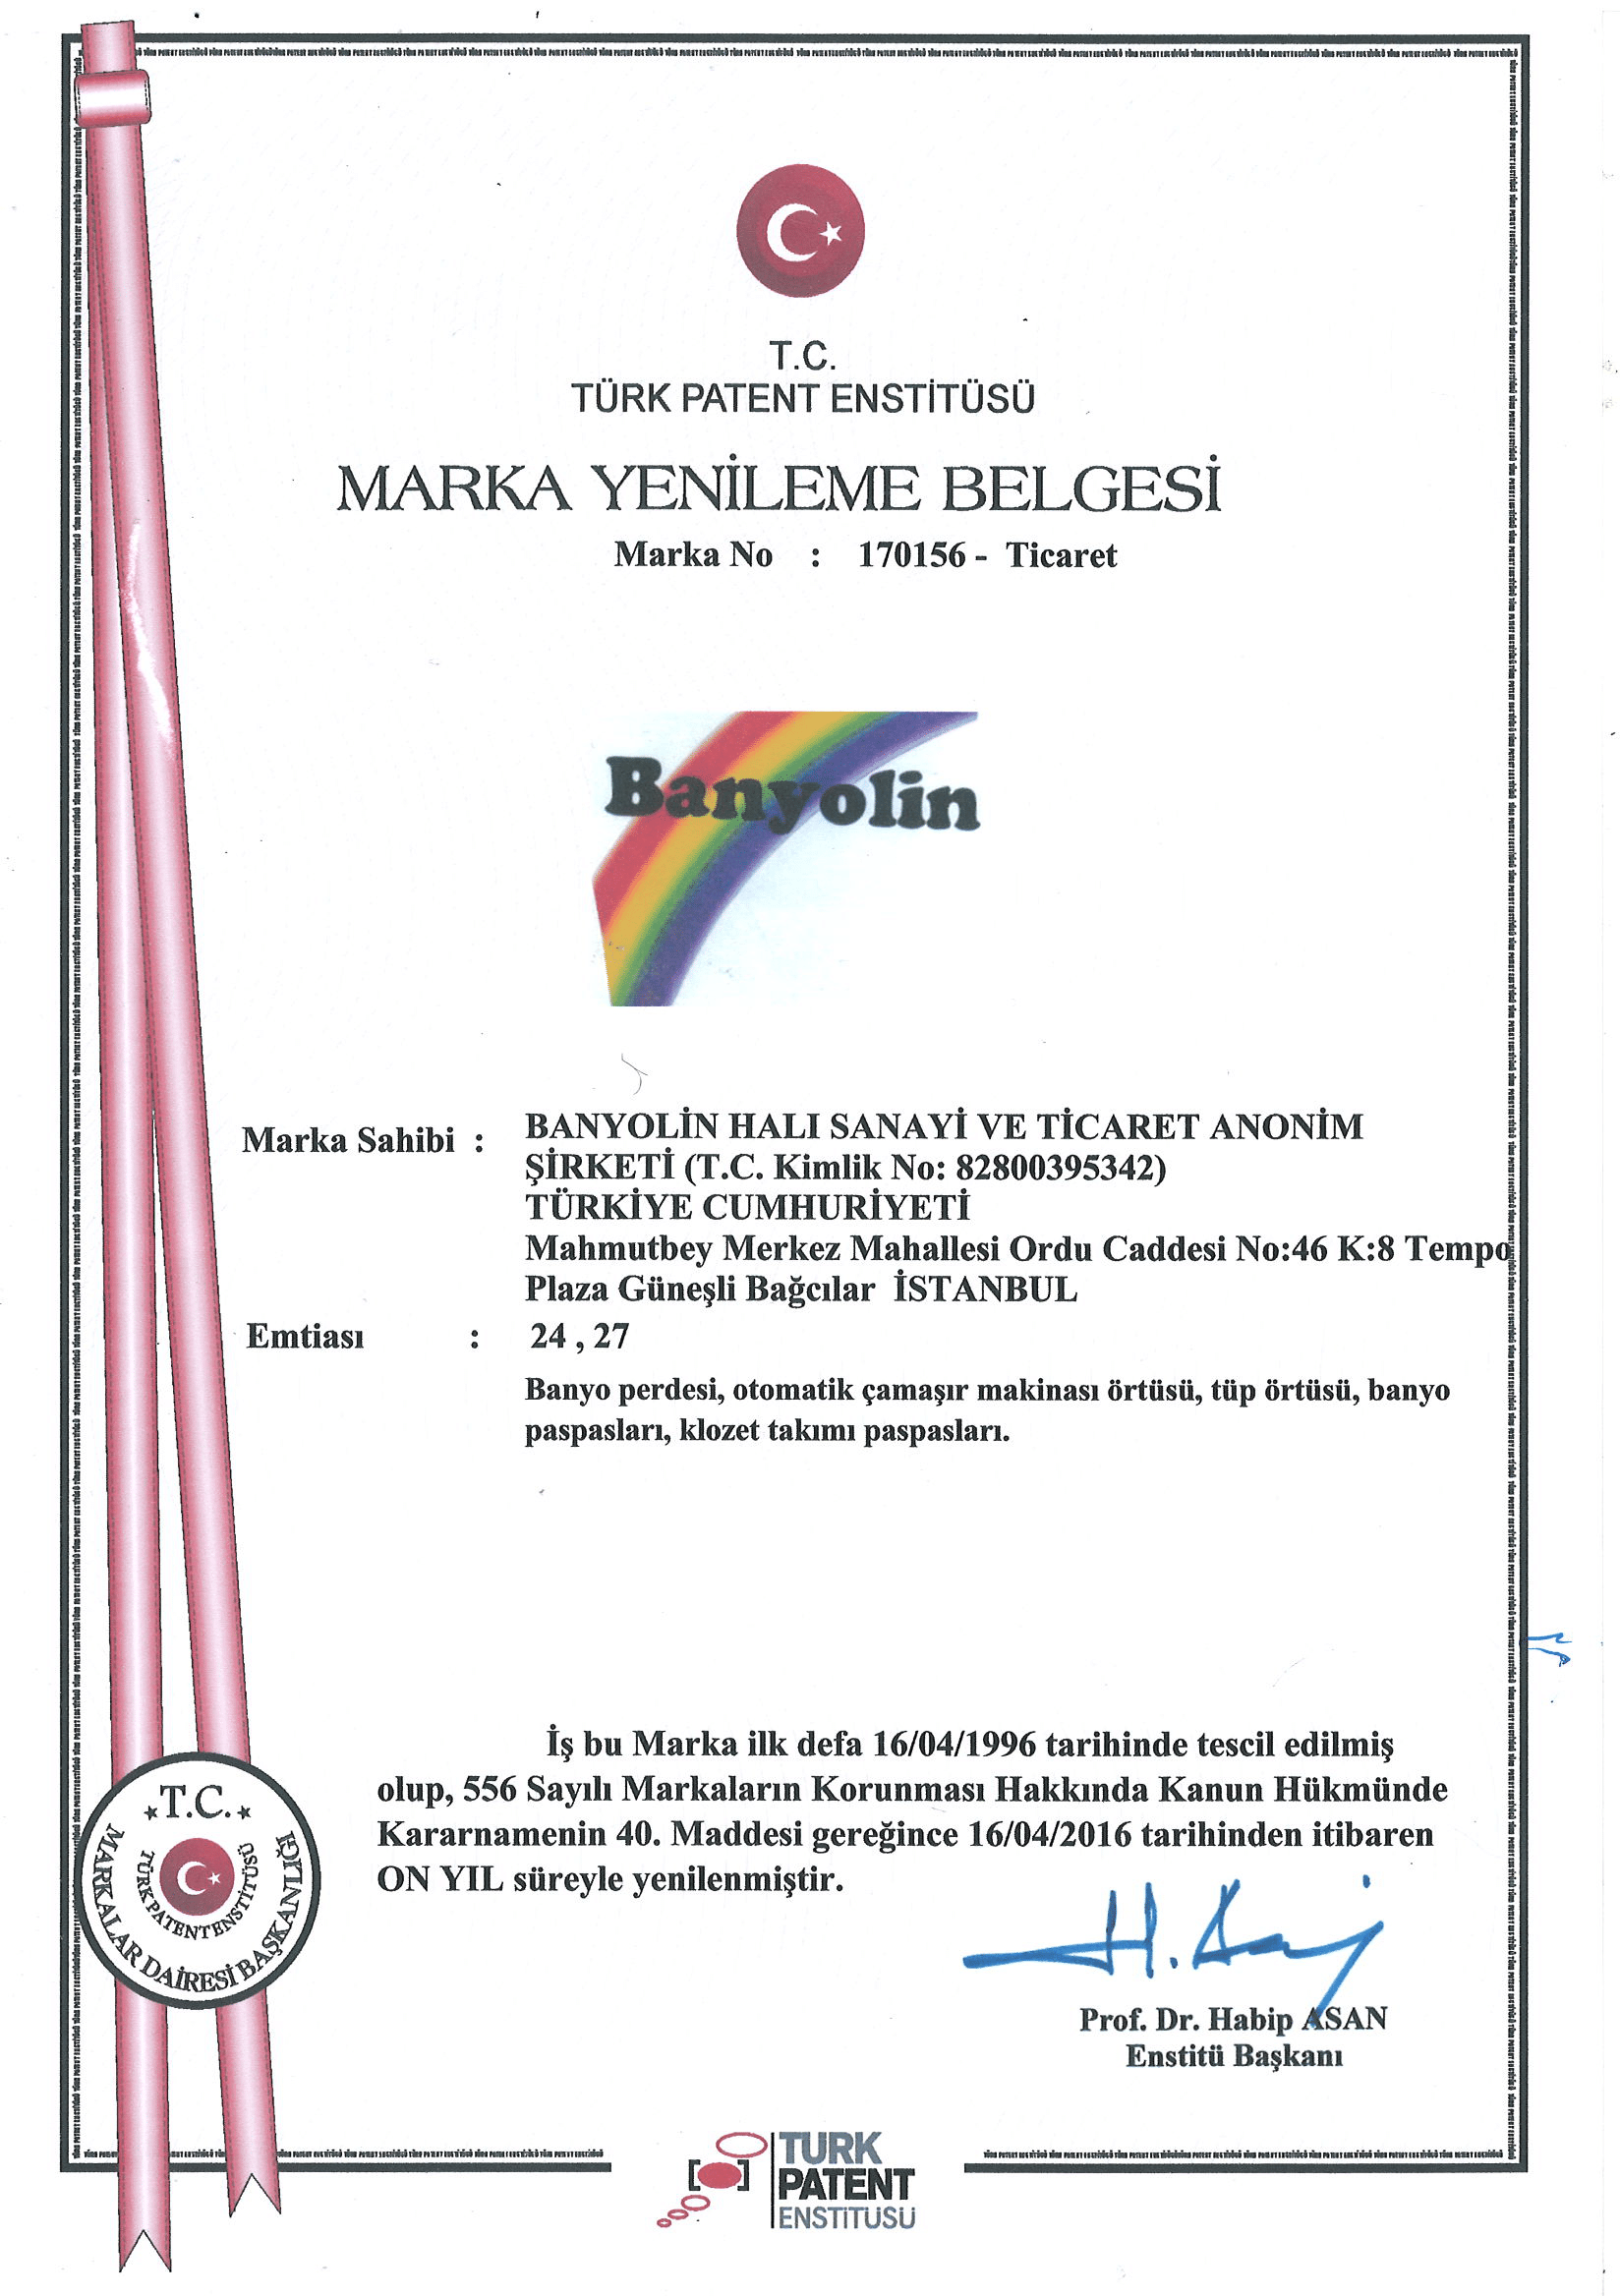 T.C.
TÜRK PATENT ENSTİTÜSÜ
MARKA YENİLEME BELGESİ
Marka No : 170156 - Ticaret
Banyolin
Marka Sahibi : BANYOLİN HALI SANAYİ VE TİCARET ANONİM
ŞİRKETİ (T.C. Kimlik No: 82800395342)
TÜRKİYE CUMHURİYETİ
Mahmutbey Merkez Mahallesi Ordu Caddesi No:46 K:8 Tempo
Plaza Güneşli Bağcılar İSTANBUL
Emtiası : 24 , 27
Banyo perdesi, otomatik çamaşır makinası örtüsü, tüp örtüsü, banyo
paspasları, klozet takımı paspasları.
İş bu Marka ilk defa 16/04/1996 tarihinde tescil edilmiş
olup, 556 Sayılı Markaların Korunması Hakkında Kanun Hükmünde
Kararnamenin 40. Maddesi gereğince 16/04/2016 tarihinden itibaren
ON YIL süreyle yenilenmiştir.
T.C.
TÜRK PATENT ENSTİTÜSÜ
MARKALAR DAİRESİ BAŞKANLIĞI
Prof. Dr. Habip ASAN
Enstitü Başkanı
TURK
PATENT
ENSTİTUSU